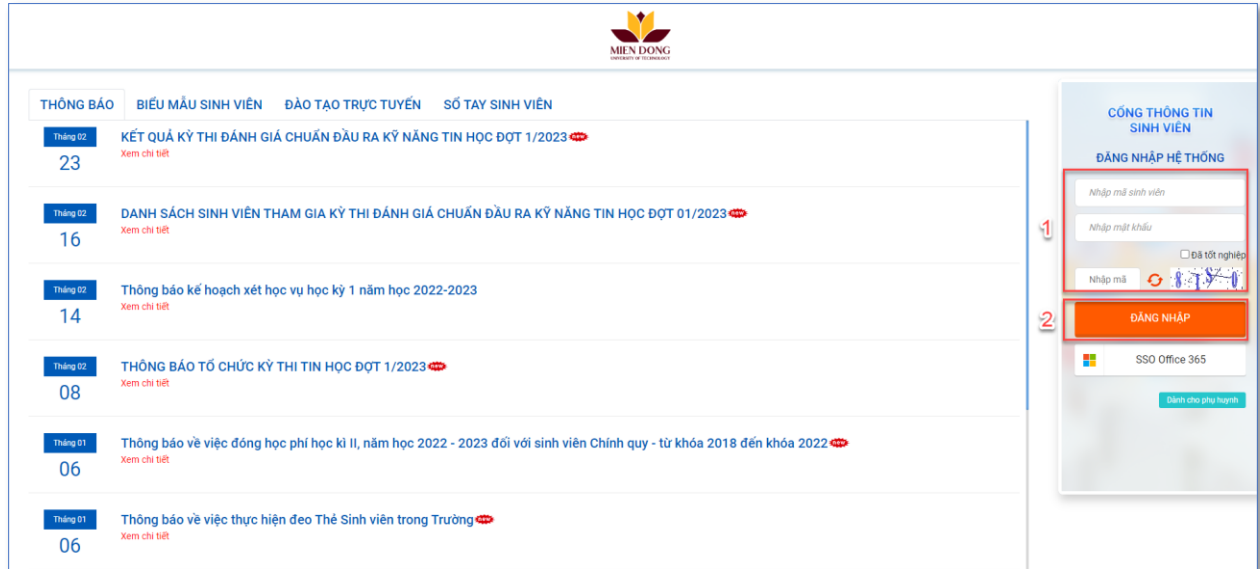 MIEN DONG
UNIVERSITY OF TECHNOLOGY
THÔNG BÁO BIỂU MẪU SINH VIÊN ĐÀO TẠO TRỰC TUYẾN SỔ TAY SINH VIÊN
Tháng 02
23
KẾT QUẢ KỲ THI ĐÁNH GIÁ CHUẨN ĐẦU RA KỸ NĂNG TIN HỌC ĐỢT 1/2023 new
Xem chi tiết
Tháng 02
16
DANH SÁCH SINH VIÊN THAM GIA KỲ THI ĐÁNH GIÁ CHUẨN ĐẦU RA KỸ NĂNG TIN HỌC ĐỢT 01/2023 new
Xem chi tiết
Tháng 02
14
Thông báo kế hoạch xét học vụ học kỳ 1 năm học 2022-2023
Xem chi tiết
Tháng 02
08
THÔNG BÁO TỔ CHỨC KỲ THI TIN HỌC ĐỢT 1/2023 new
Xem chi tiết
Tháng 01
06
Thông báo về việc đóng học phí học kì II, năm học 2022 - 2023 đối với sinh viên Chính quy - từ khóa 2018 đến khóa 2022 new
Xem chi tiết
Tháng 01
06
Thông báo về việc thực hiện đeo Thẻ Sinh viên trong Trường new
Xem chi tiết
CỔNG THÔNG TIN
SINH VIÊN
ĐĂNG NHẬP HỆ THỐNG
1
Nhập mã sinh viên
Nhập mật khẩu
Đã tốt nghiệp
Nhập mã
2
ĐĂNG NHẬP
SSO Office 365
Dành cho phụ huynh